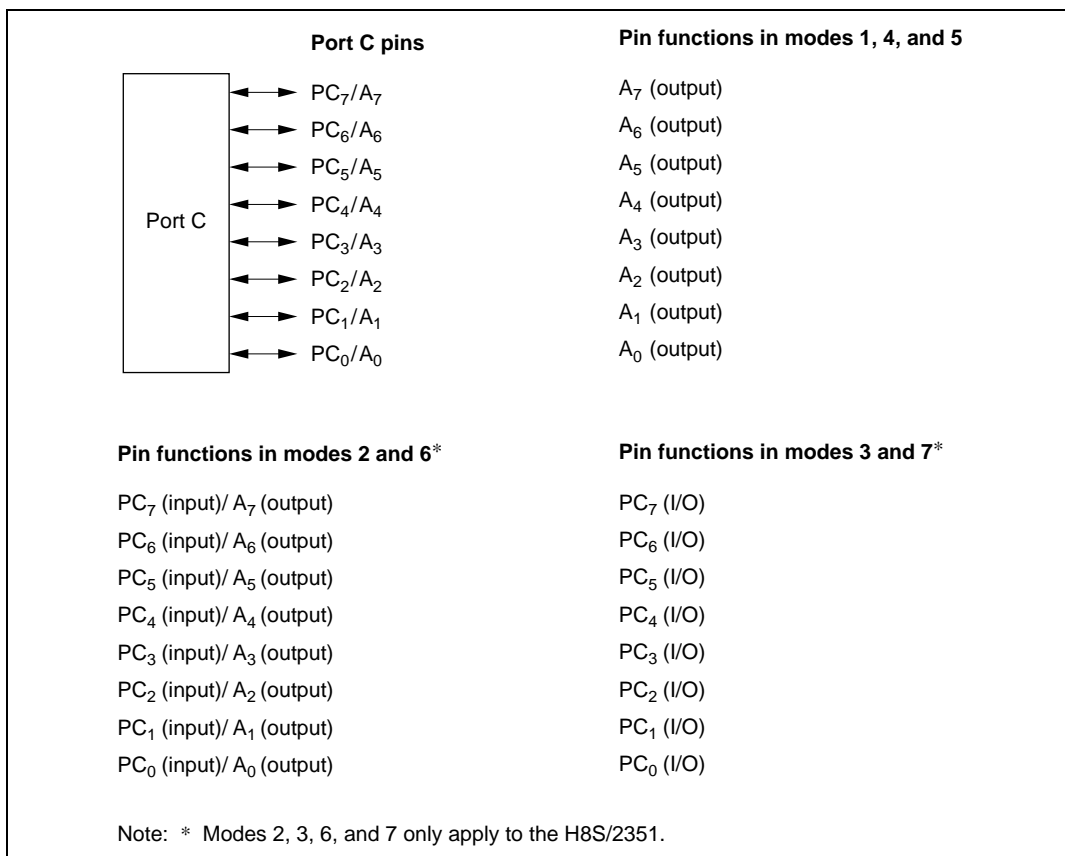 Port C pins
Pin functions in modes 1, 4, and 5
Port C
PC₇/A₇
A₇ (output)
PC₆/A₆
A₆ (output)
PC₅/A₅
A₅ (output)
PC₄/A₄
A₄ (output)
PC₃/A₃
A₃ (output)
PC₂/A₂
A₂ (output)
PC₁/A₁
A₁ (output)
PC₀/A₀
A₀ (output)
Pin functions in modes 2 and 6*
PC₇ (input)/ A₇ (output)
PC₆ (input)/ A₆ (output)
PC₅ (input)/ A₅ (output)
PC₄ (input)/ A₄ (output)
PC₃ (input)/ A₃ (output)
PC₂ (input)/ A₂ (output)
PC₁ (input)/ A₁ (output)
PC₀ (input)/ A₀ (output)
Pin functions in modes 3 and 7*
PC₇ (I/O)
PC₆ (I/O)
PC₅ (I/O)
PC₄ (I/O)
PC₃ (I/O)
PC₂ (I/O)
PC₁ (I/O)
PC₀ (I/O)
Note: * Modes 2, 3, 6, and 7 only apply to the H8S/2351.